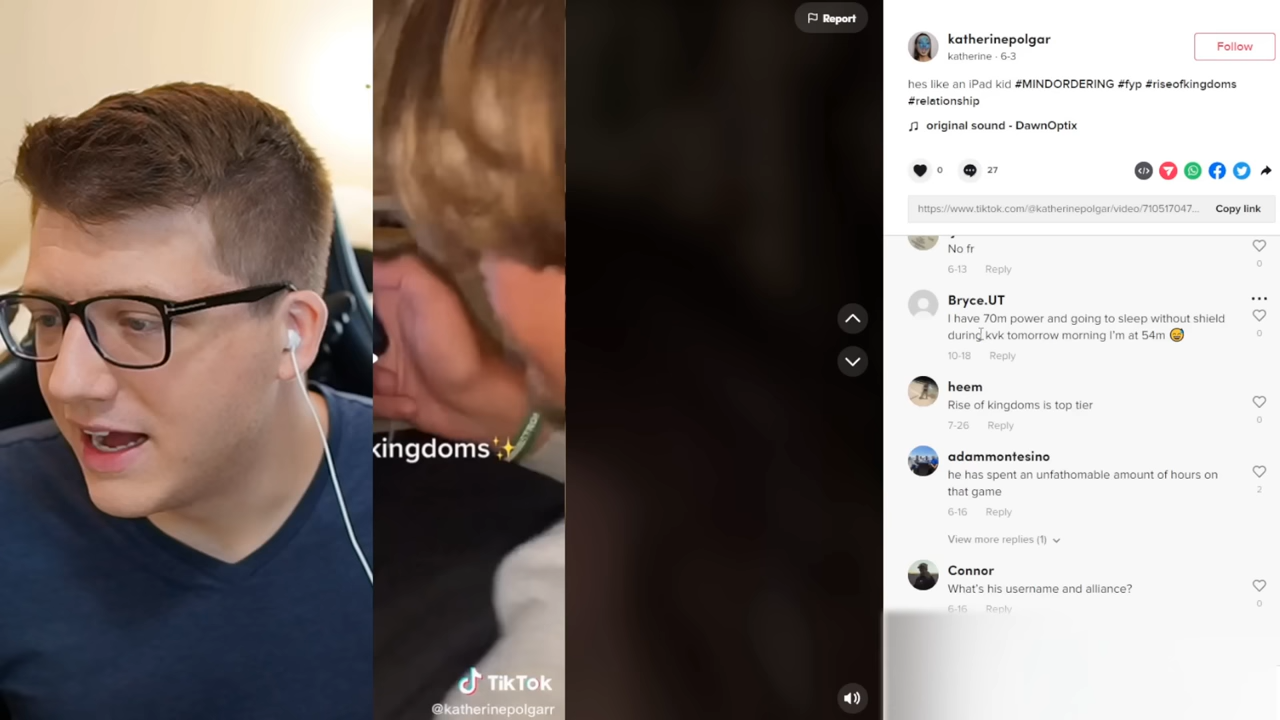 Report
katherinepolgar
katherine · 6-3
Follow
hes like an iPad kid #MINDORDERING #fyp #riseofkingdoms
#relationship
original sound - DawnOptix
0
27
https://www.tiktok.com/@katherinepolgar/video/710517047...
Copy link
No fr
6-13 Reply
0
Bryce.UT
I have 70m power and going to sleep without shield
during kvk tomorrow morning I'm at 54m 😅
0
10-18 Reply
heem
Rise of kingdoms is top tier
0
7-26 Reply
adammontesino
he has spent an unfathomable amount of hours on
that game
2
6-16 Reply
View more replies (1)
Connor
What's his username and alliance?
0
6-16 Reply
kingdoms✨
TikTok
@katherinepolgarr